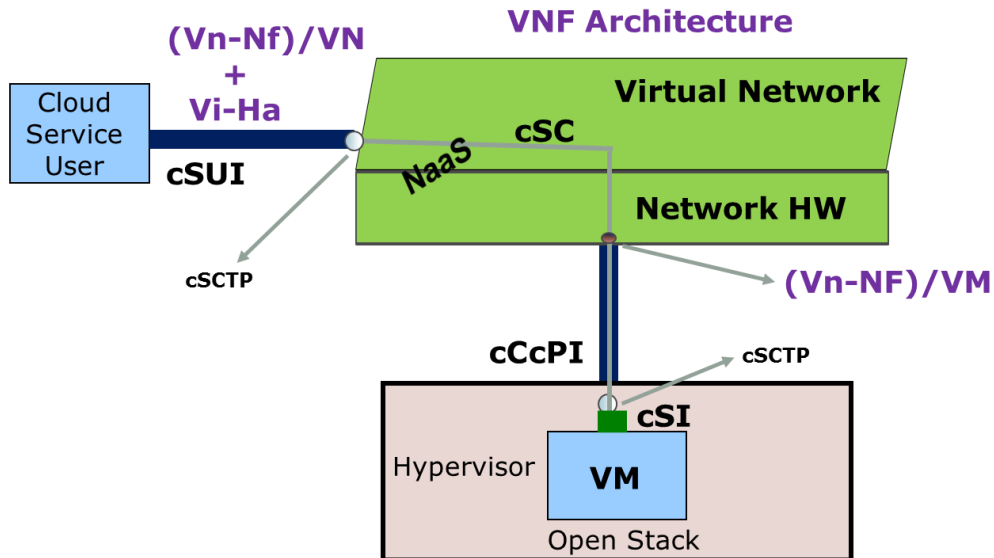 VNF Architecture
(Vn-Nf)/VN
+
Vi-Ha
Cloud
Service
User
cSUI
Virtual Network
cSC
NaaS
Network HW
cSCTP
(Vn-NF)/VM
cCcPI
cSCTP
cSI
Hypervisor
VM
Open Stack